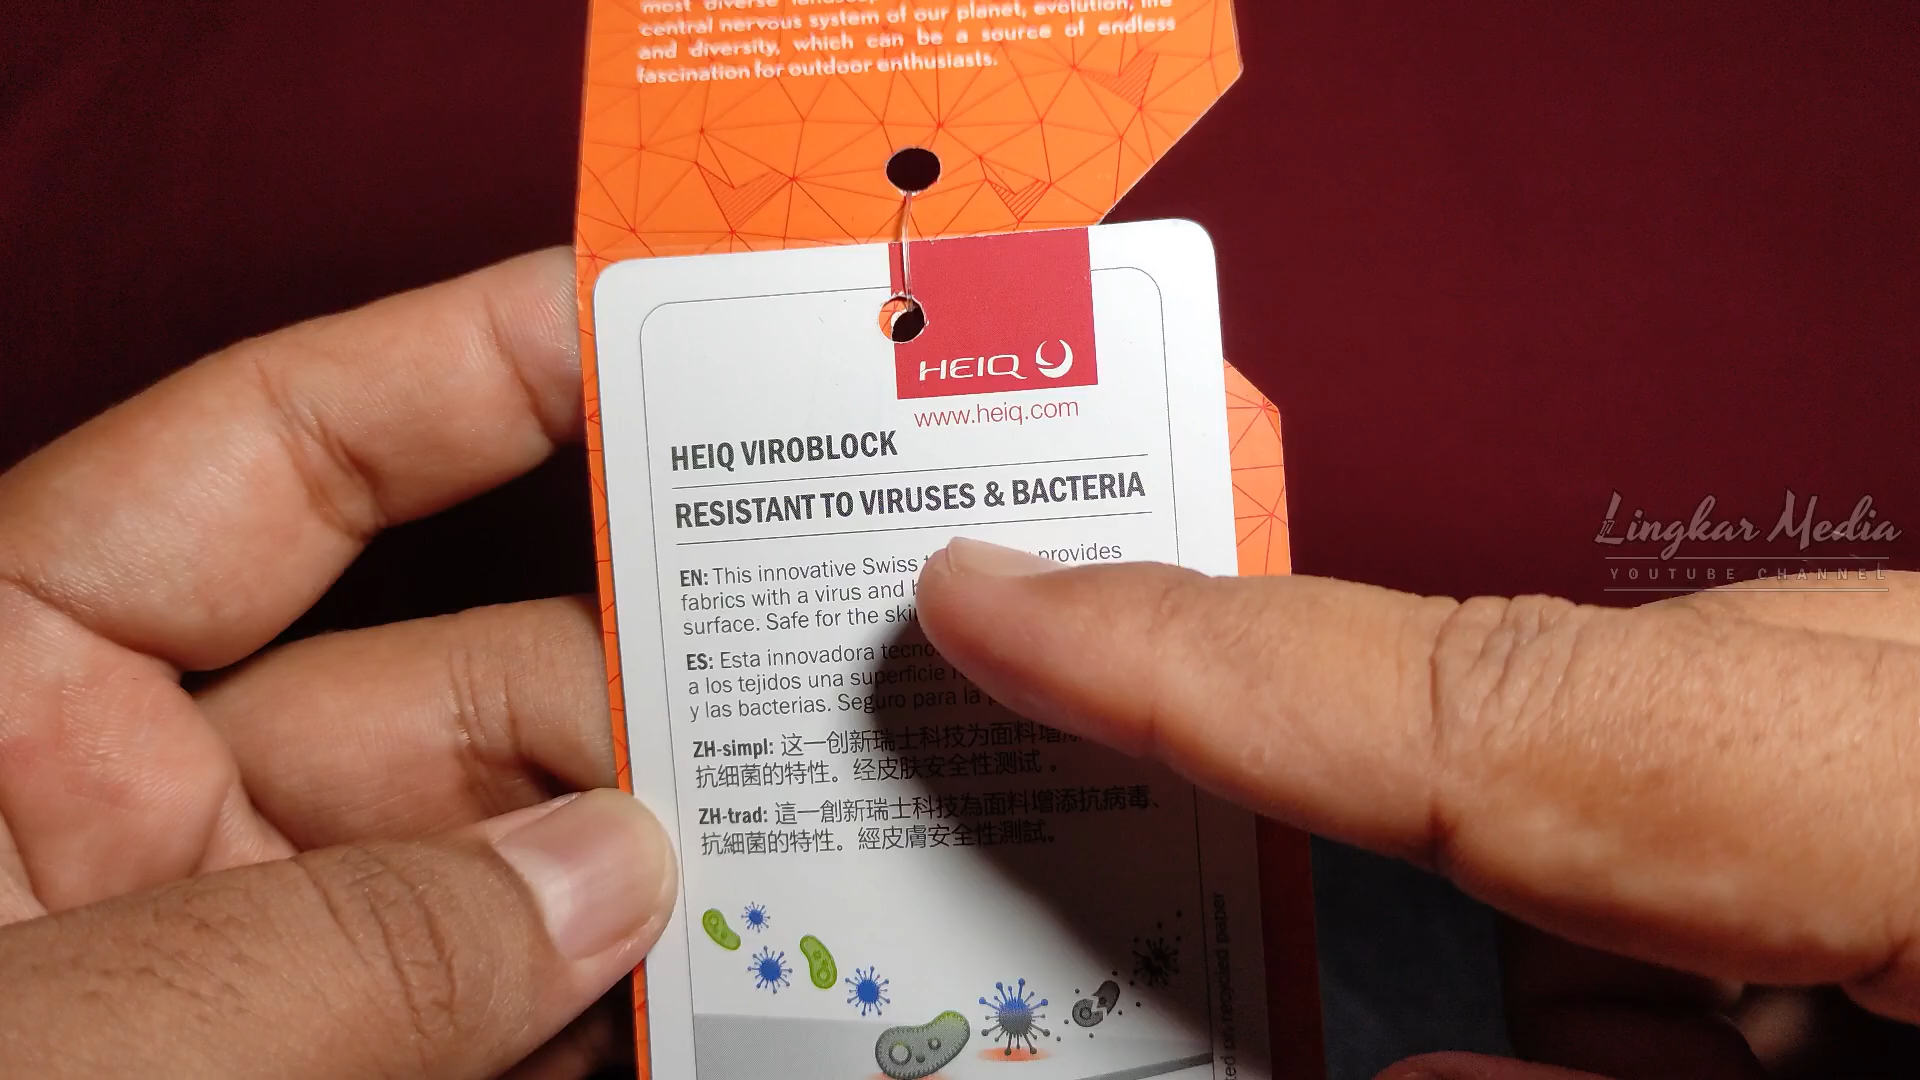 most diverse
central nervous system of our planet, evolution, life
and diversity, which can be a source of endless
fascination for outdoor enthusiasts.
HEIQ
www.heiq.com
HEIQ VIROBLOCK
RESISTANT TO VIRUSES & BACTERIA
EN: This innovative Swiss provides
fabrics with a virus and
surface. Safe for the skin
ES: Esta innovadora
a los tejidos una superficie
y las bacterias. Seguro para la
ZH-simpl: 这一创新瑞士科技为面料增
抗细菌的特性。经皮肤安全性测试。
ZH-trad: 這一創新瑞士科技為面料增添抗病毒、
抗細菌的特性。經皮膚安全性測試。
on recycled paper
Lingkar Media
YOUTUBE CHANNEL